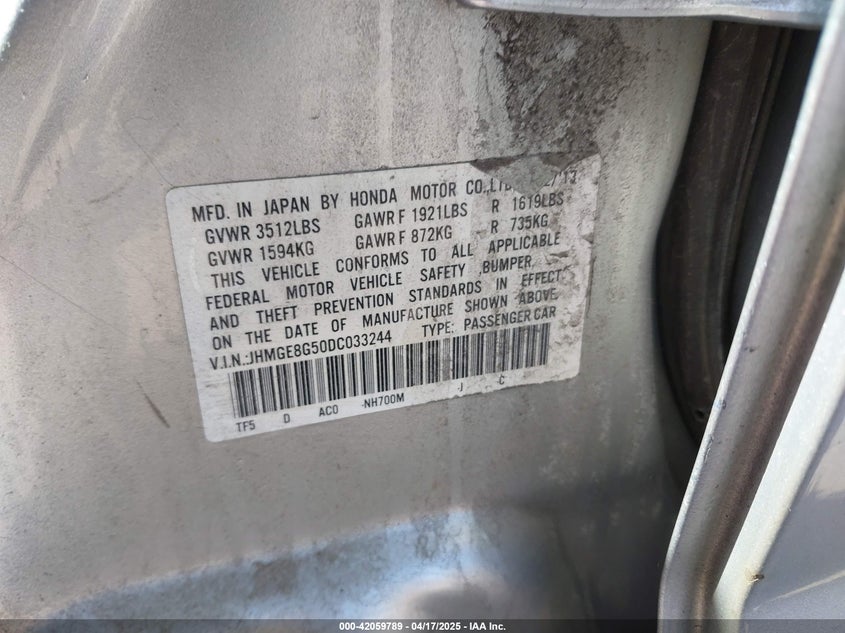 MFD. IN JAPAN BY HONDA MOTOR CO.,LTD.
GVWR 3512LBS GAWR F 1921LBS R 1619LBS
GVWR 1594KG GAWR F 872KG R 735KG
THIS VEHICLE CONFORMS TO ALL APPLICABLE
FEDERAL MOTOR VEHICLE SAFETY, BUMPER,
AND THEFT PREVENTION STANDARDS IN EFFECT
ON THE DATE OF MANUFACTURE SHOWN ABOVE.
V.I.N.:JHMGE8G50DC033244 TYPE: PASSENGER CAR
TF5 D AC0 -NH700M -J C
000-42059789 - 04/17/2025 - IAA Inc.